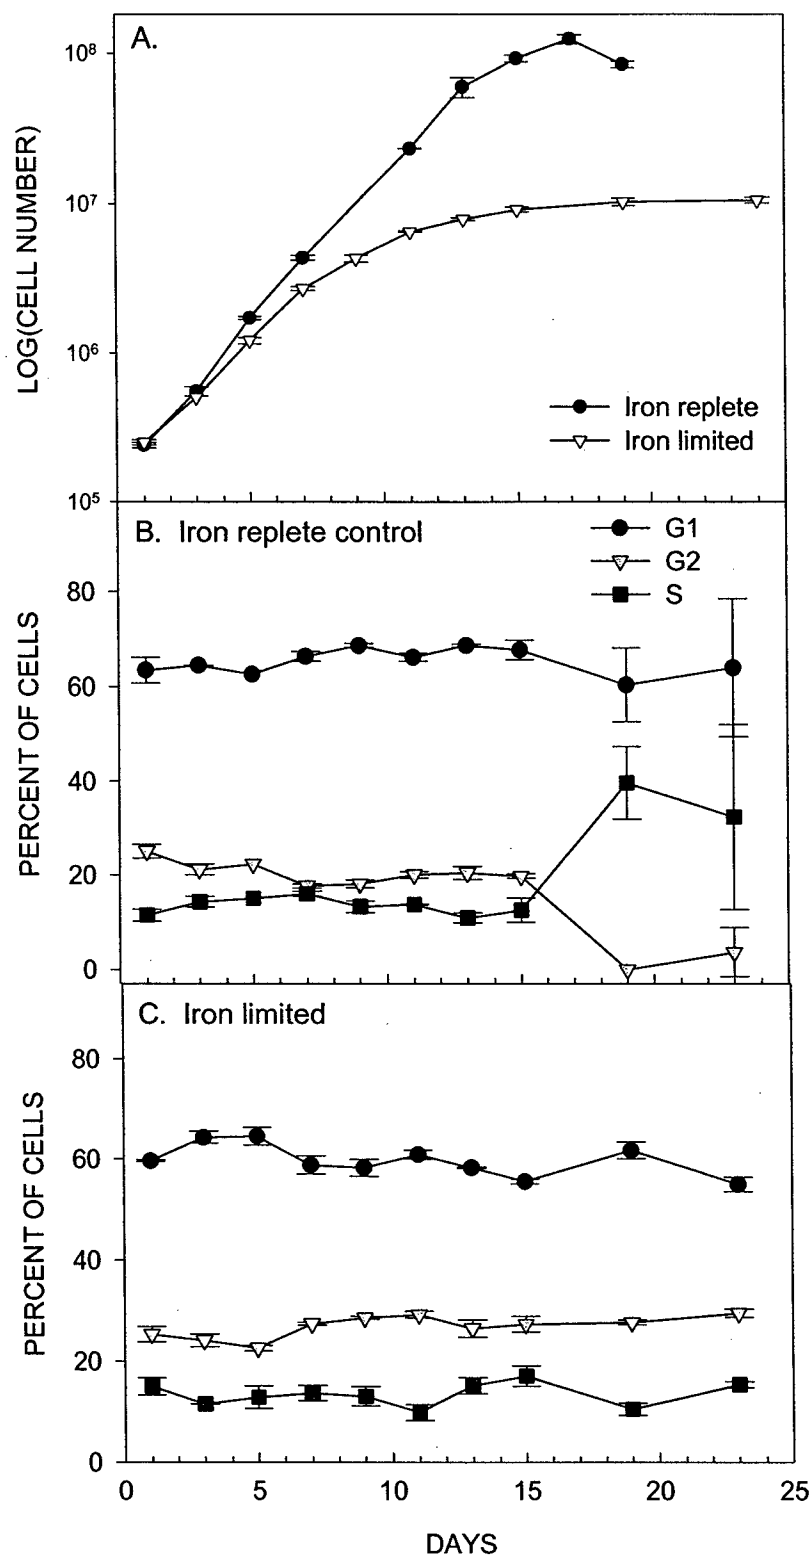 A.
10⁸
10⁷
10⁶
10⁵
LOG(CELL NUMBER)
Iron replete
Iron limited
B. Iron replete control
G1
G2
S
80
60
40
20
0
PERCENT OF CELLS
C. Iron limited
80
60
40
20
0
PERCENT OF CELLS
0 5 10 15 20 25
DAYS